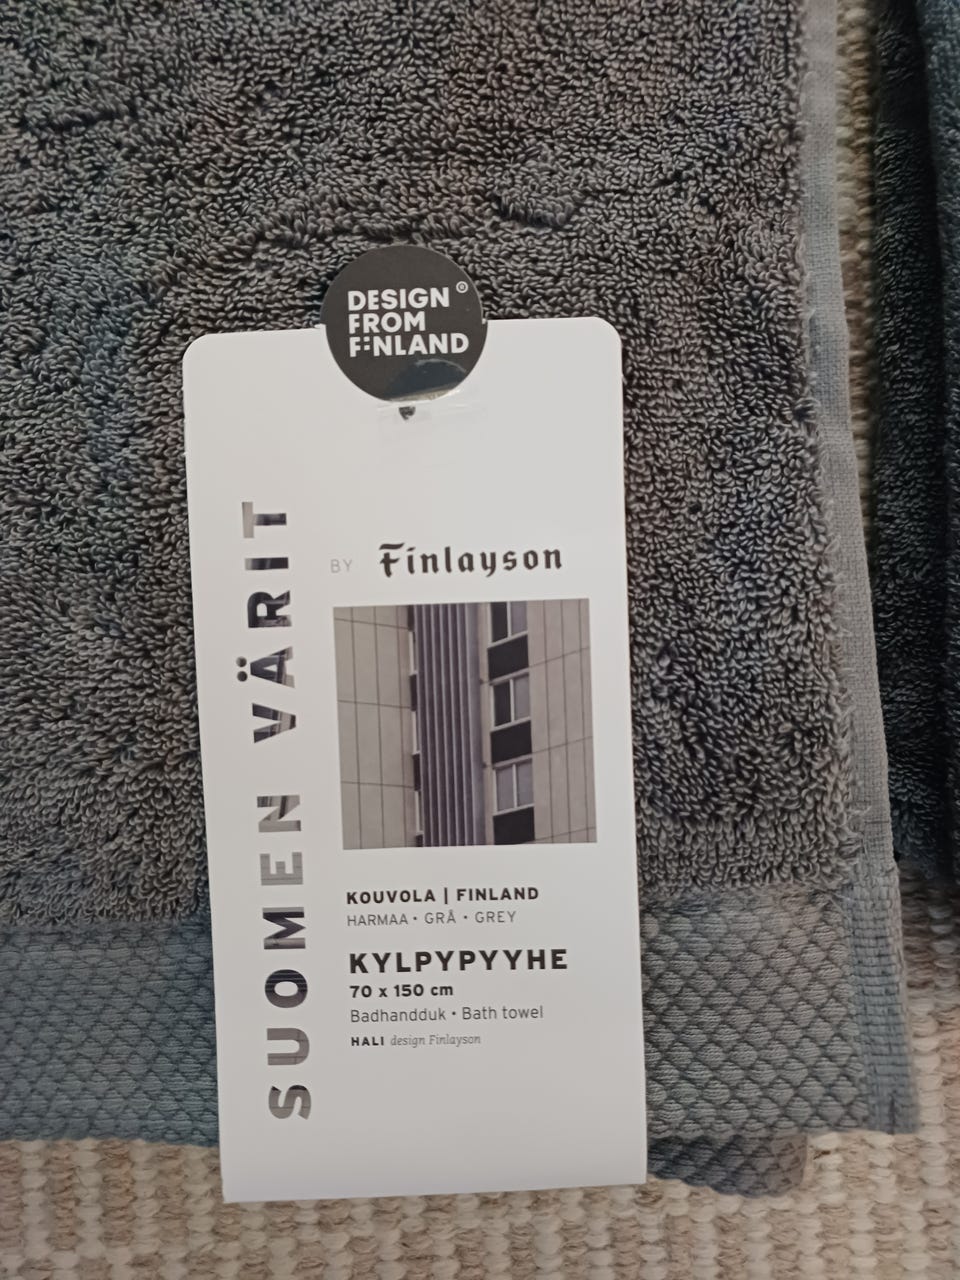 DESIGN
FROM
FINLAND
SUOMEN VÄRIT
BY Finlayson
KOUVOLA | FINLAND
HARMAA • GRÅ • GREY
KYLPYPYYHE
70 x 150 cm
Badhandduk • Bath towel
HALI design Finlayson